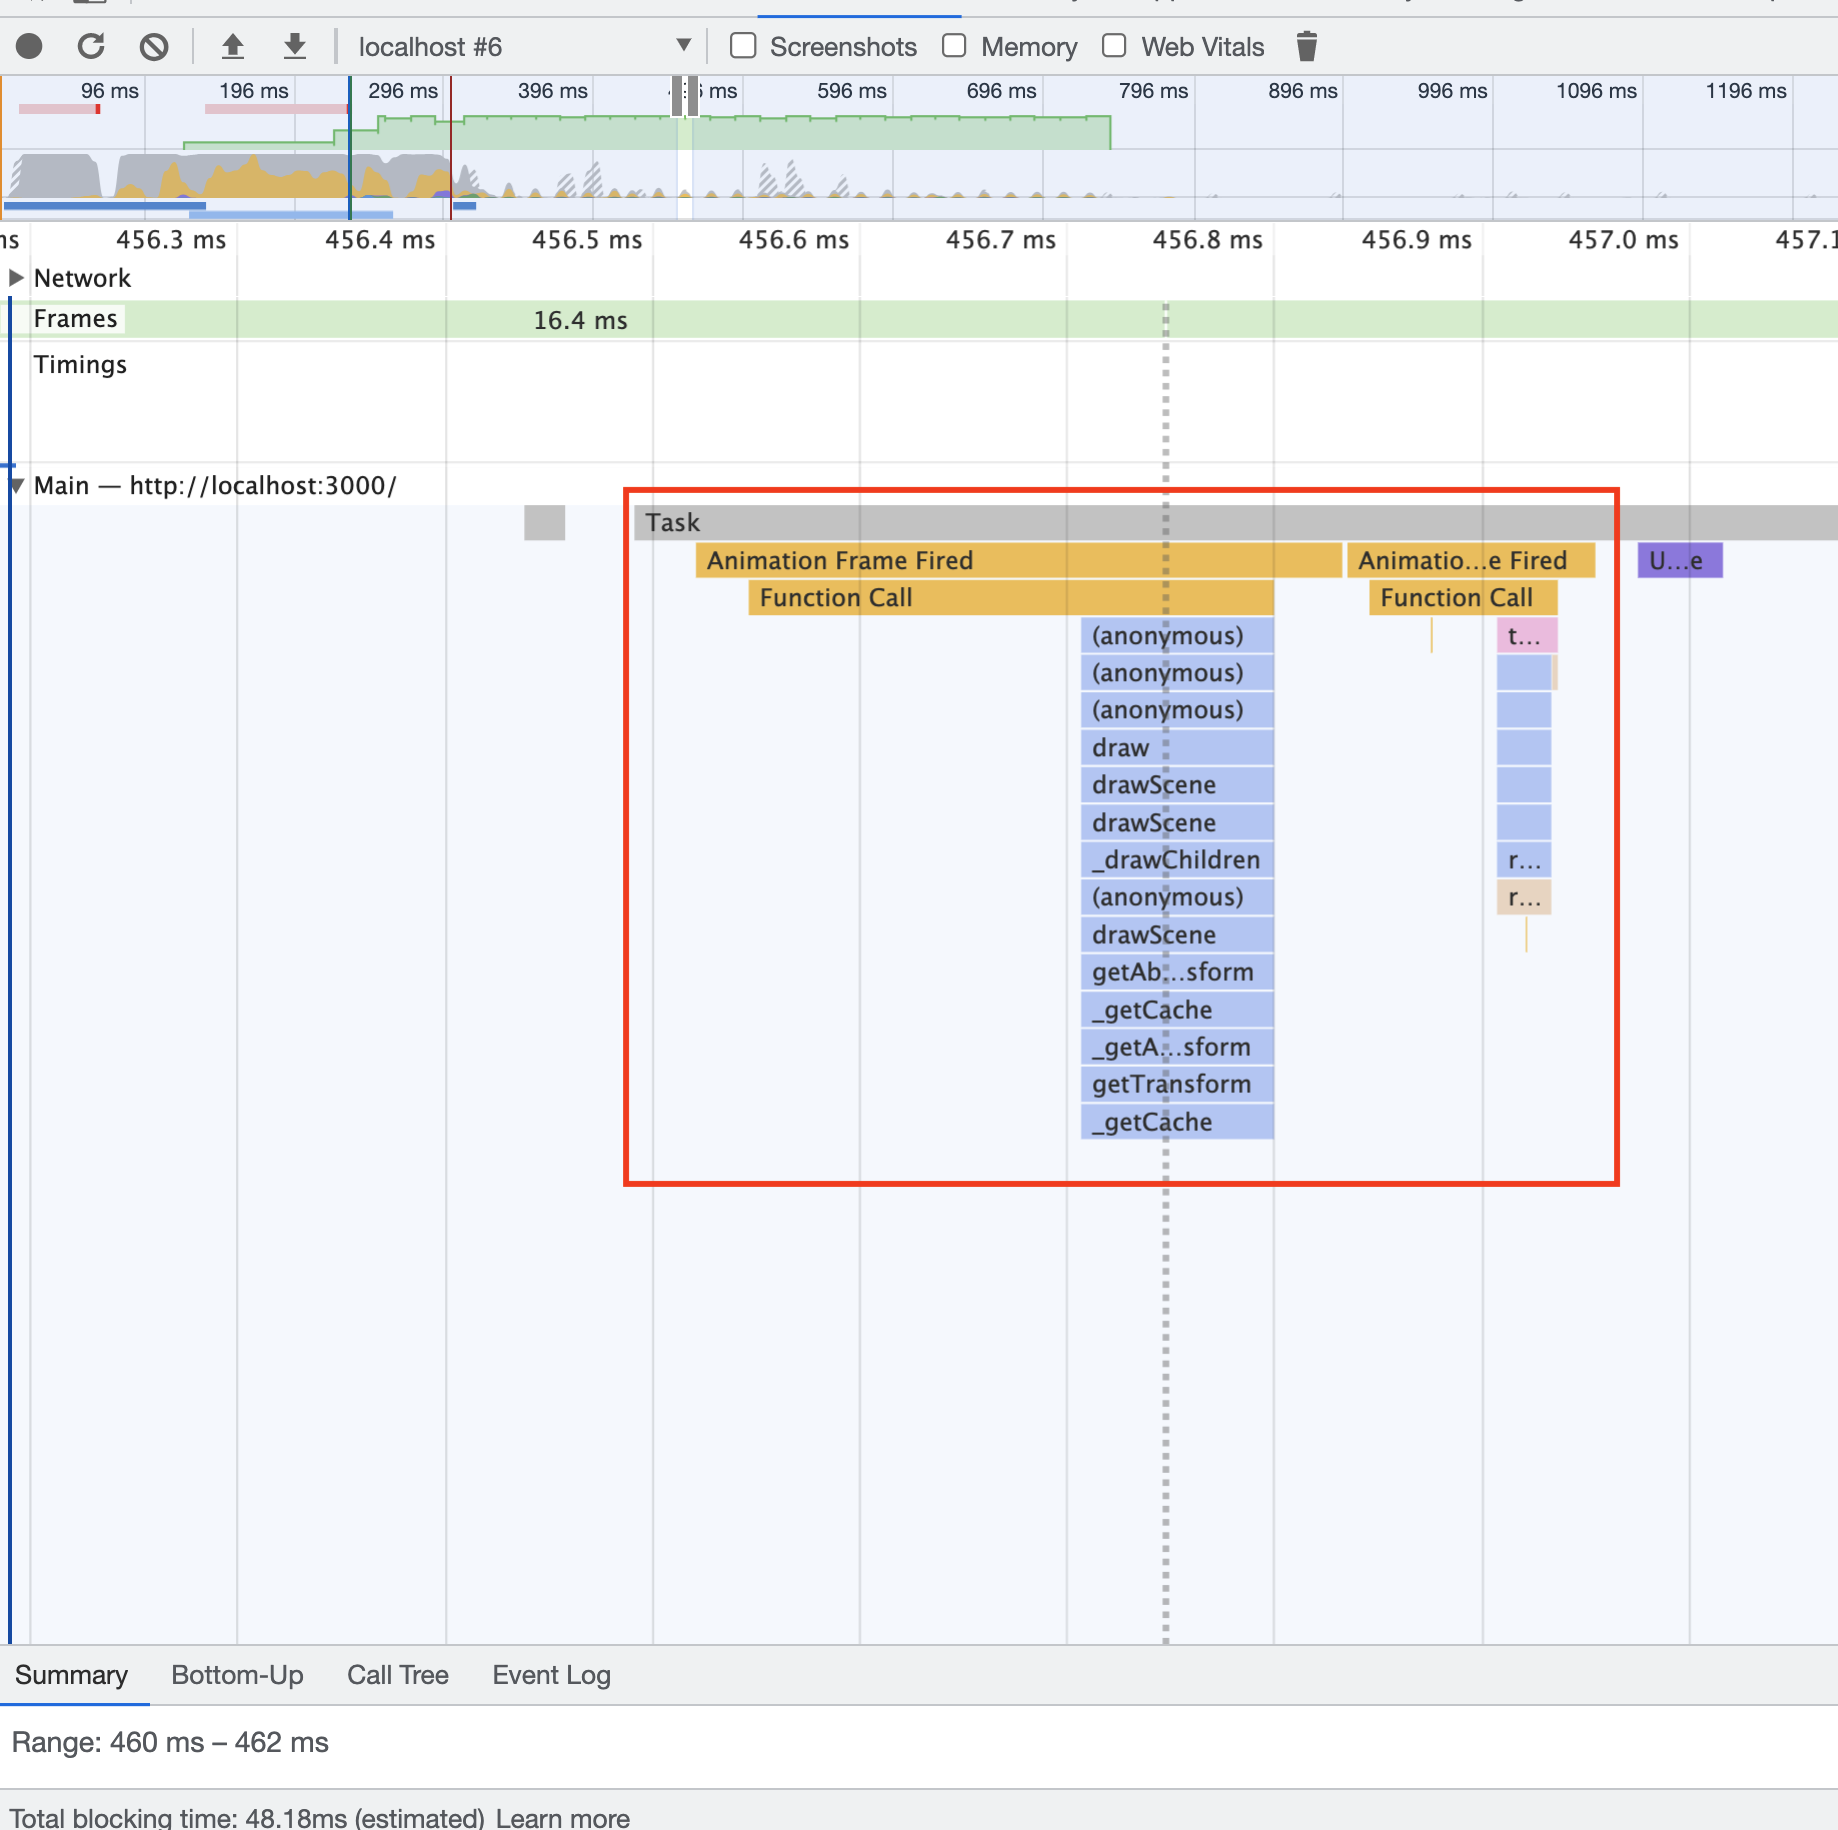 localhost #6 Screenshots Memory Web Vitals
96 ms 196 ms 296 ms 396 ms 596 ms 696 ms 796 ms 896 ms 996 ms 1096 ms 1196 ms
456.3 ms 456.4 ms 456.5 ms 456.6 ms 456.7 ms 456.8 ms 456.9 ms 457.0 ms 457.1
Network
Frames 16.4 ms
Timings
Main — http://localhost:3000/
Task
Animation Frame Fired Animatio...e Fired U...e
Function Call Function Call
(anonymous) t...
(anonymous)
(anonymous)
draw
drawScene
drawScene
_drawChildren r...
(anonymous) r...
drawScene
getAb...sform
_getCache
_getA...sform
getTransform
_getCache
Summary Bottom-Up Call Tree Event Log
Range: 460 ms – 462 ms
Total blocking time: 48.18ms (estimated) Learn more